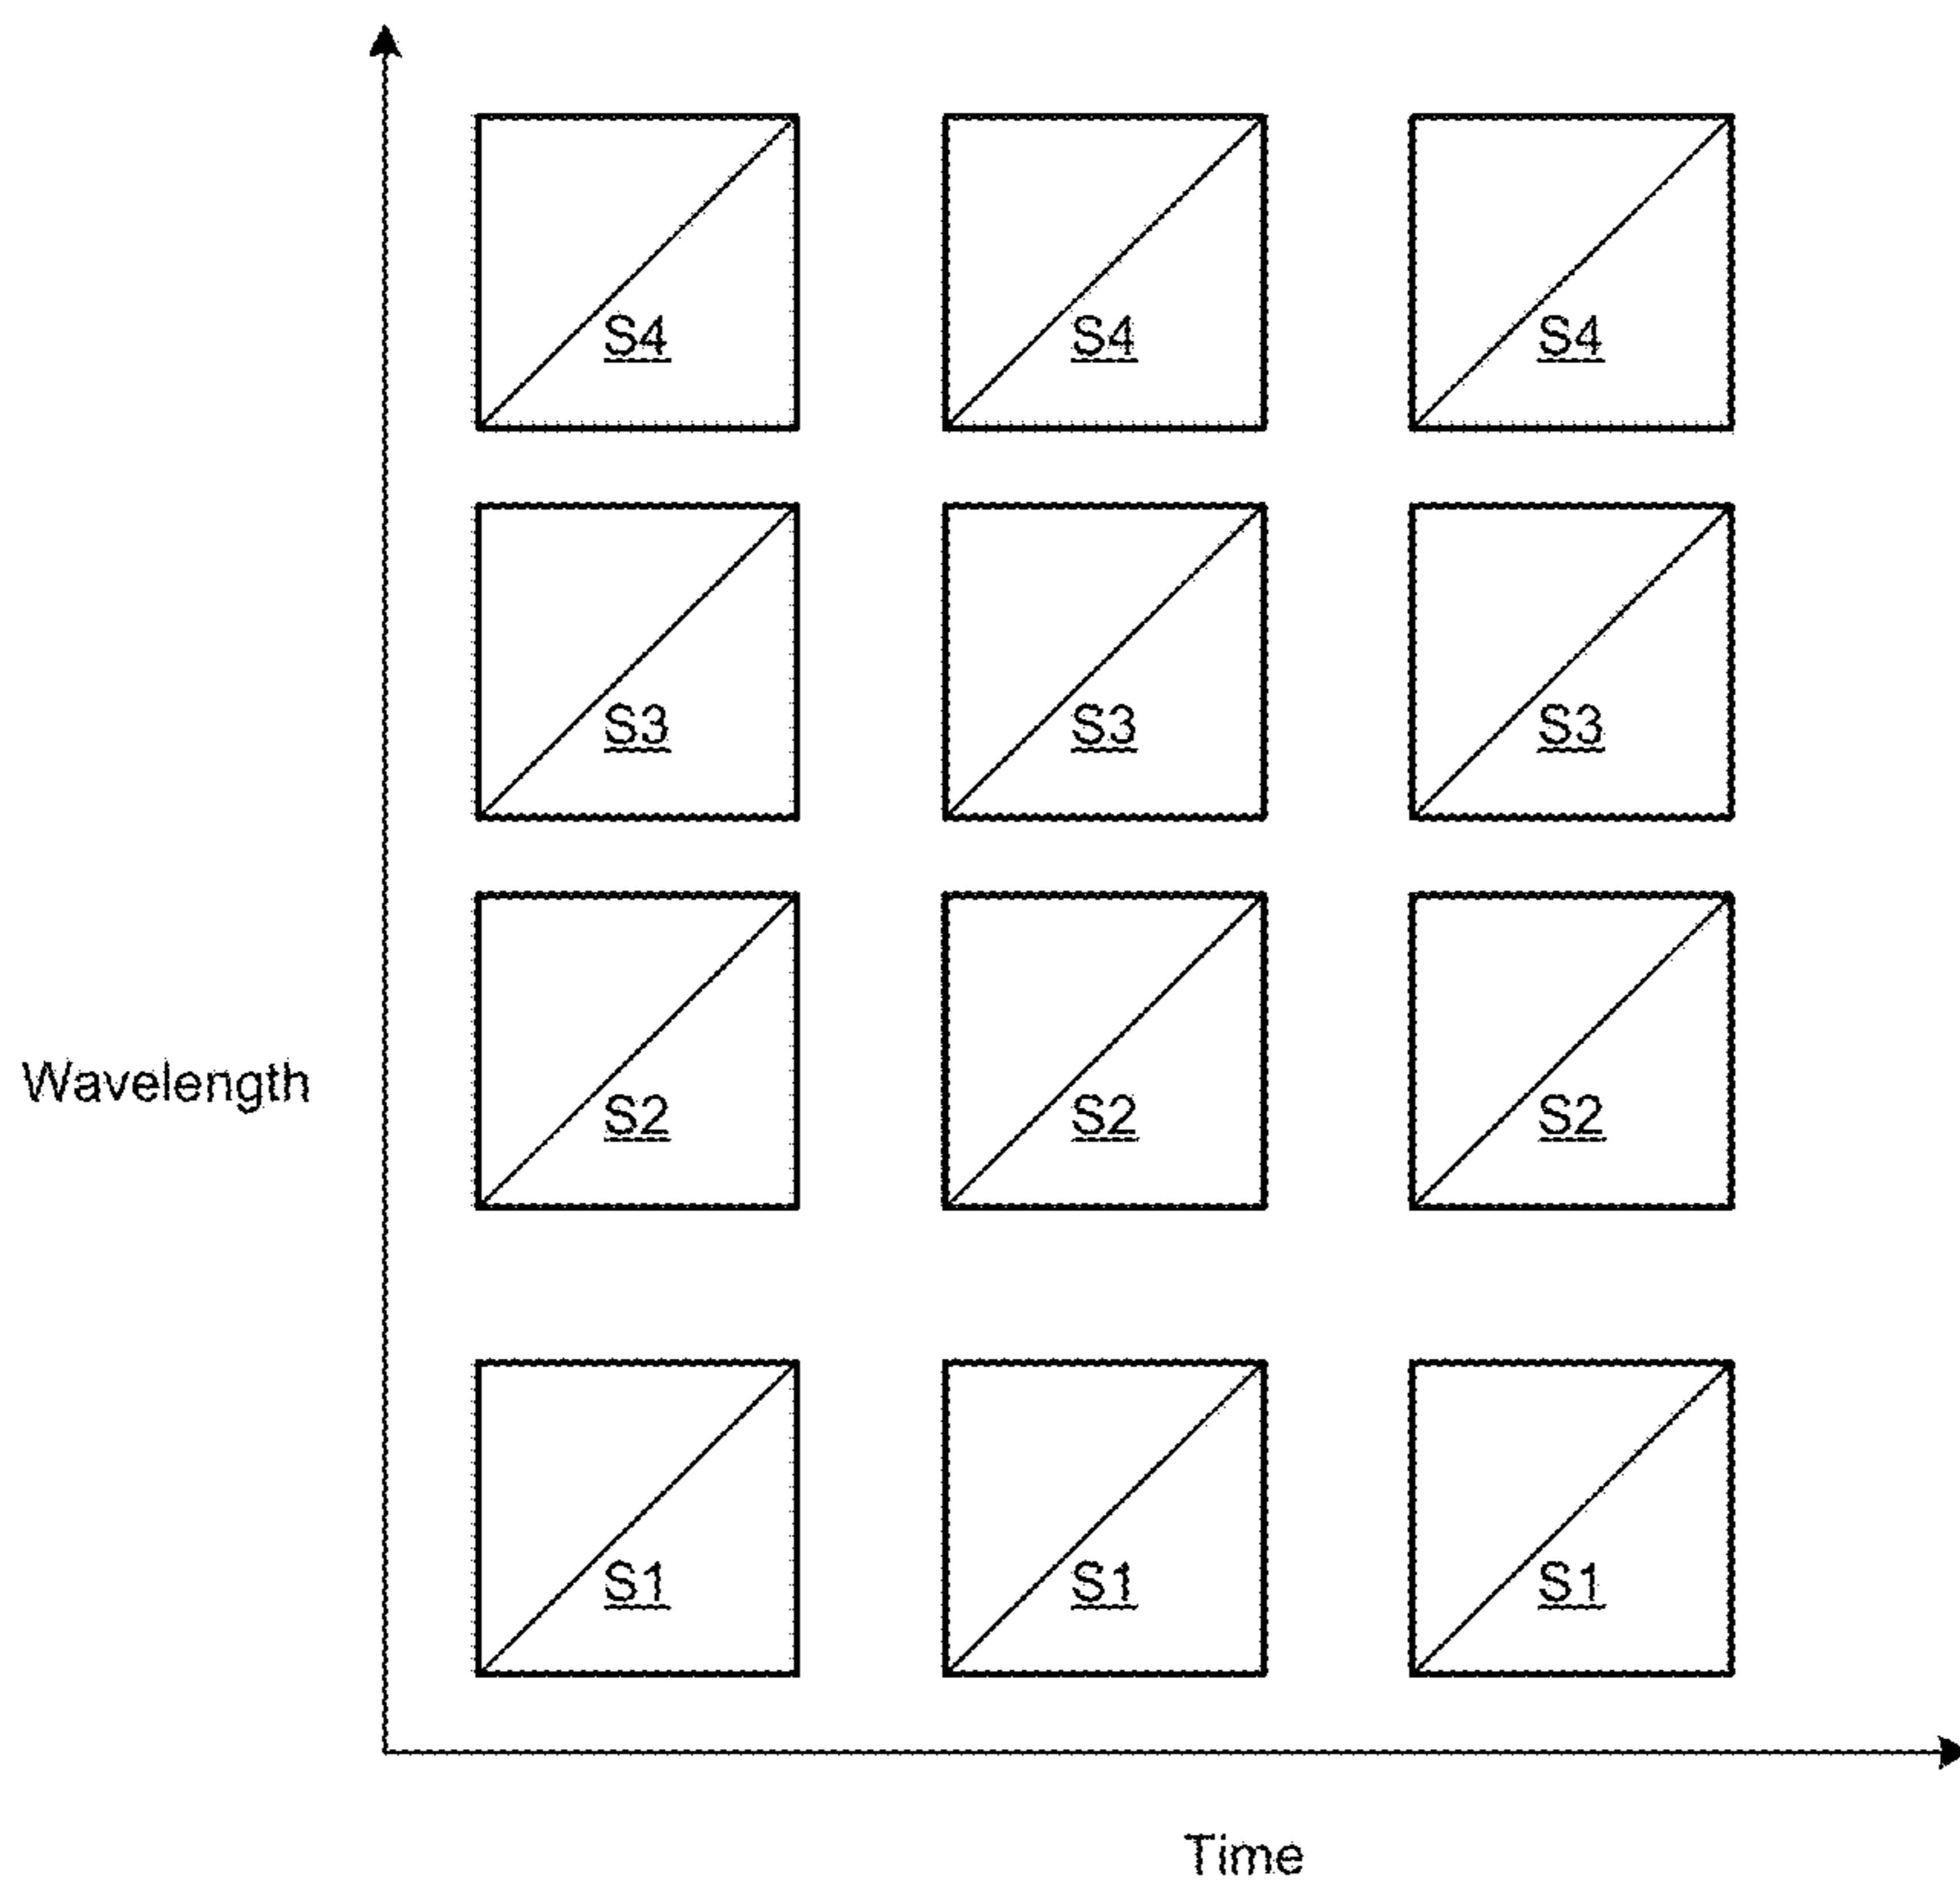 S4 S4 S4
S3 S3 S3
Wavelength
S2 S2 S2
S1 S1 S1
Time